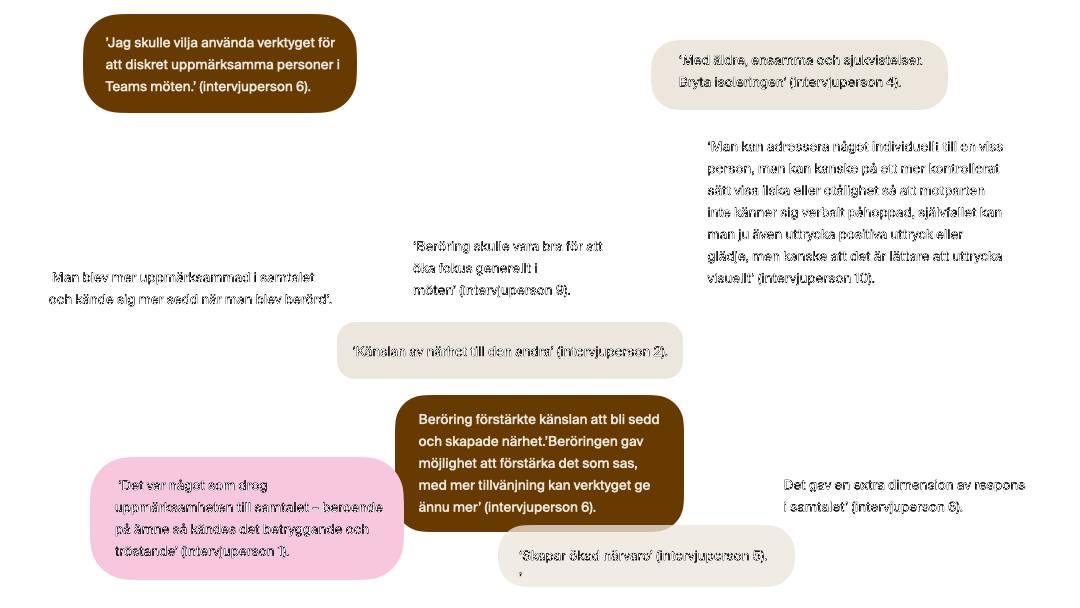 'Jag skulle vilja använda verktyget för
att diskret uppmärksamma personer i
Teams möten.' (intervjuperson 6).
'Med äldre, ensamma och sjukvistelser.
Bryta isoleringen' (intervjuperson 4).
'Man kan adressera något individuellt till en viss
person, man kan kanske på ett mer kontrollerat
sätt visa ilska eller otålighet så att motparten
inte känner sig verbalt påhoppad, självfallet kan
man ju även uttrycka positiva uttryck eller
glädje, men kanske att det är lättare att uttrycka
visuellt' (intervjuperson 10).
'Beröring skulle vara bra för att
öka fokus generellt i
möten' (intervjuperson 9).
Man blev mer uppmärksammad i samtalet
och kände sig mer sedd när man blev berörd'.
'Känslan av närhet till den andra' (intervjuperson 2).
Beröring förstärkte känslan att bli sedd
och skapade närhet.'Beröringen gav
möjlighet att förstärka det som sas,
med mer tillvänjning kan verktyget ge
ännu mer' (intervjuperson 6).
'Det var något som drog
uppmärksamheten till samtalet – beroende
på ämne så kändes det betryggande och
tröstande' (intervjuperson 1).
Det gav en extra dimension av respons
i samtalet' (intervjuperson 8).
'Skapar ökad närvaro' (intervjuperson 5).
'